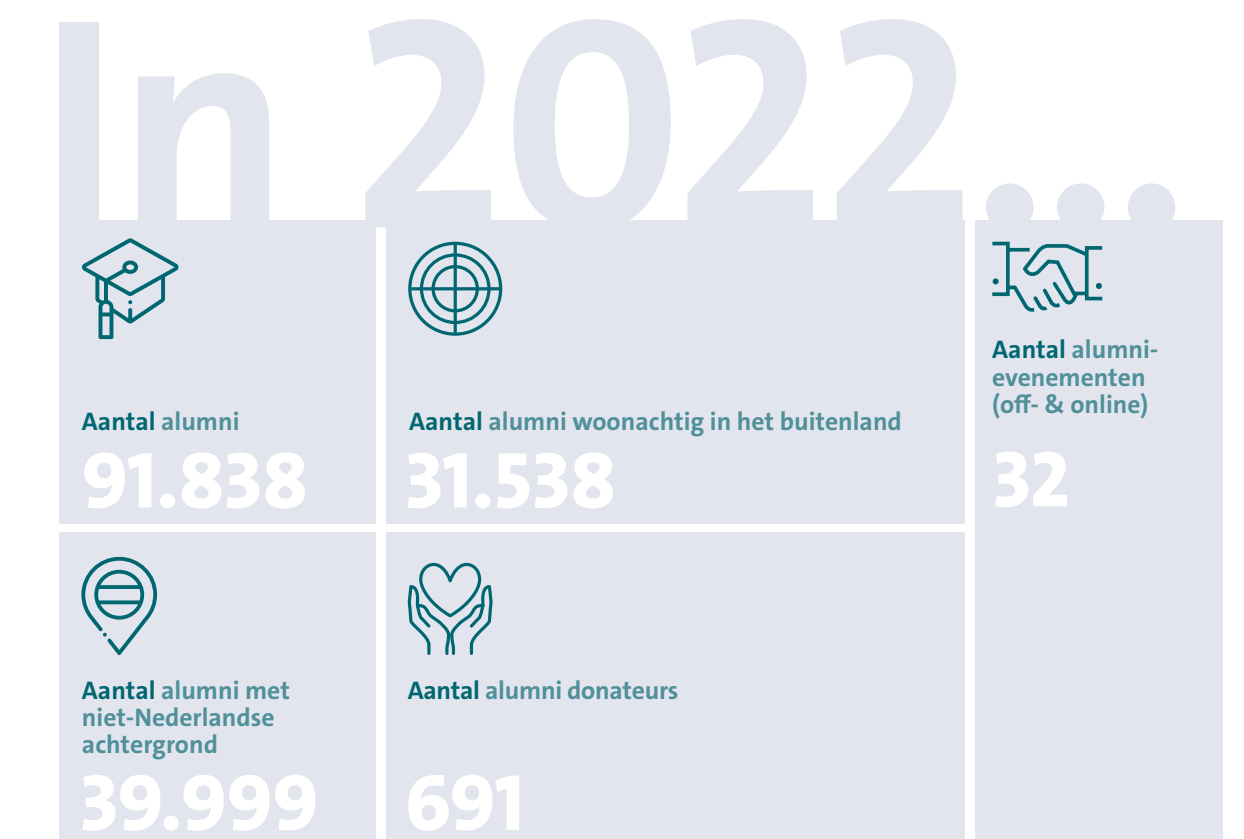 In 2022...
Aantal alumni
91.838
Aantal alumni woonachtig in het buitenland
31.538
Aantal alumni-
evenementen
(off- & online)
32
Aantal alumni met
niet-Nederlandse
achtergrond
39.999
Aantal alumni donateurs
691